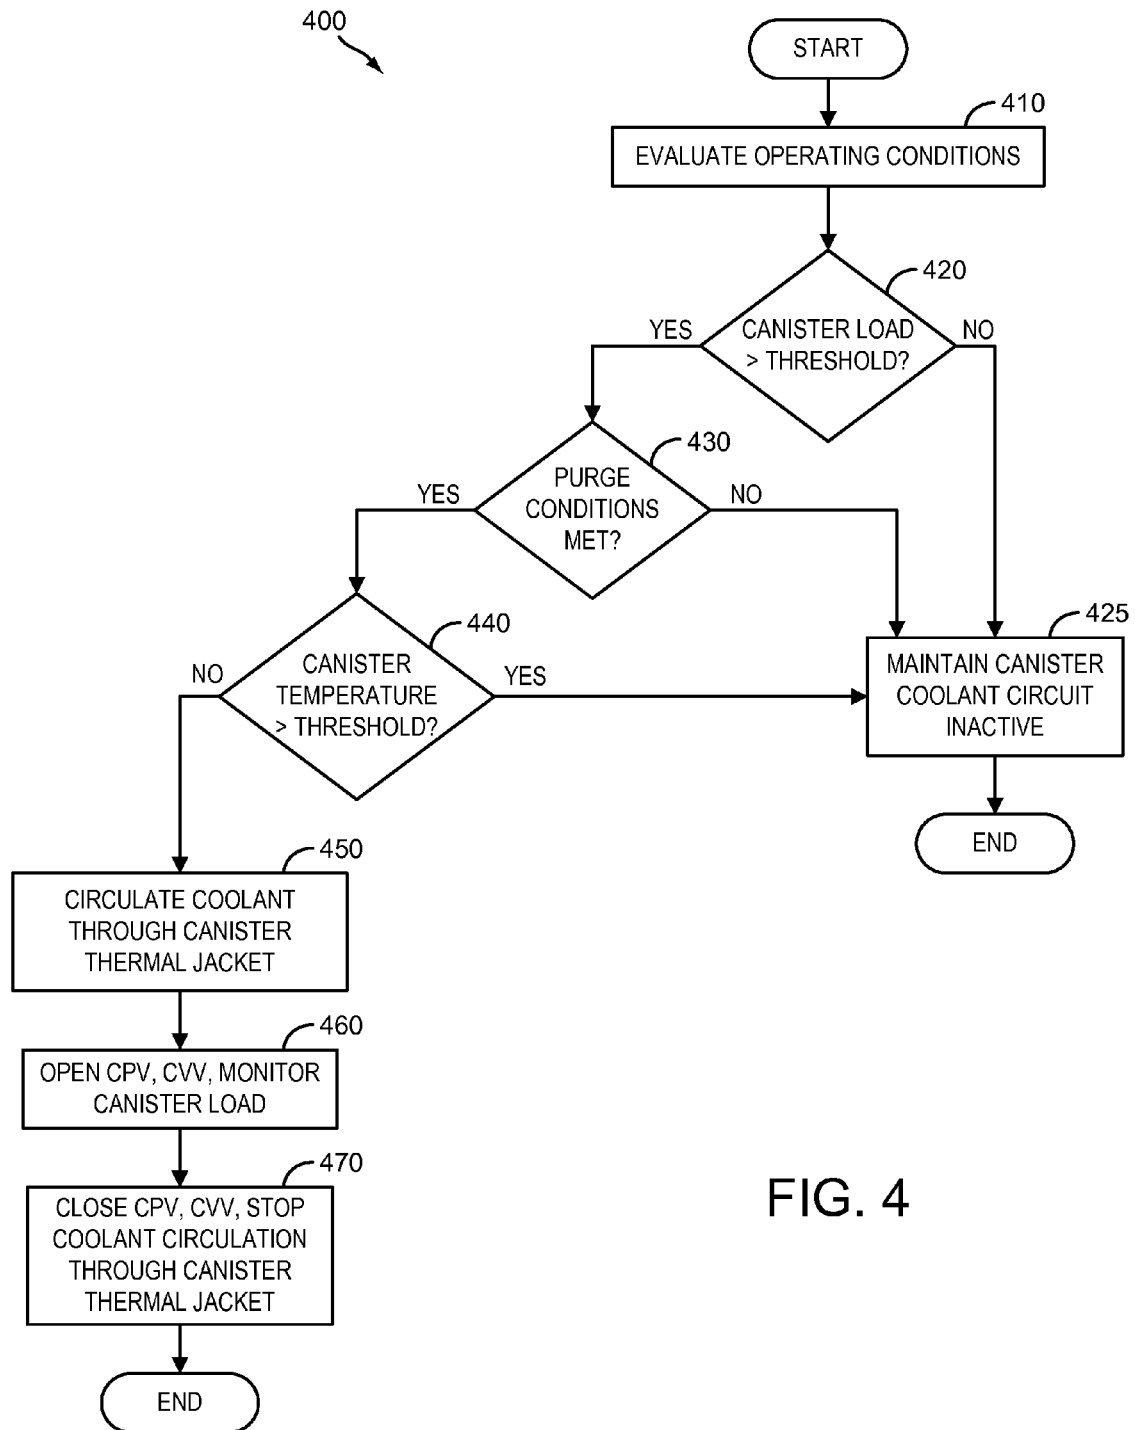 400
START
410
EVALUATE OPERATING CONDITIONS
420
CANISTER LOAD
> THRESHOLD?
YES
NO
430
PURGE
CONDITIONS
MET?
YES
NO
440
CANISTER
TEMPERATURE
> THRESHOLD?
NO
YES
425
MAINTAIN CANISTER
COOLANT CIRCUIT
INACTIVE
END
450
CIRCULATE COOLANT
THROUGH CANISTER
THERMAL JACKET
460
OPEN CPV, CVV, MONITOR
CANISTER LOAD
470
CLOSE CPV, CVV, STOP
COOLANT CIRCULATION
THROUGH CANISTER
THERMAL JACKET
END
FIG. 4